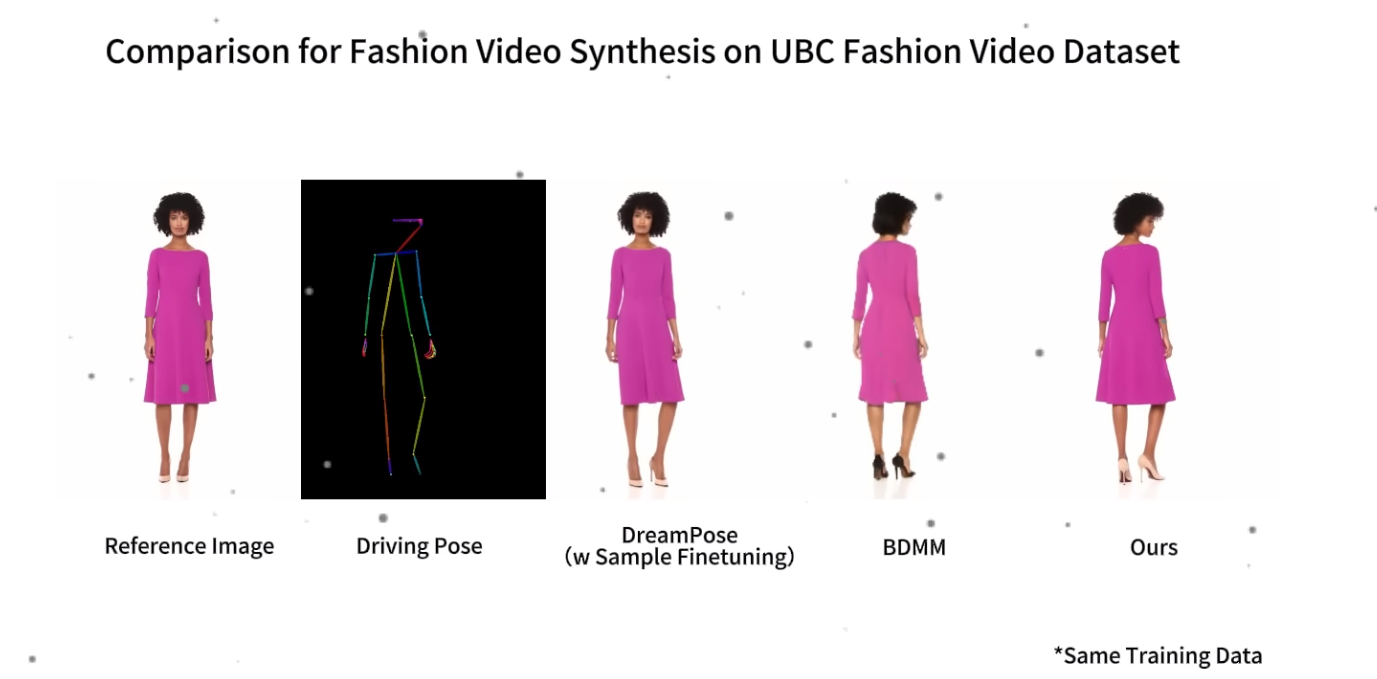 Comparison for Fashion Video Synthesis on UBC Fashion Video Dataset
Reference Image
Driving Pose
DreamPose
(w Sample Finetuning)
BDMM
Ours
*Same Training Data